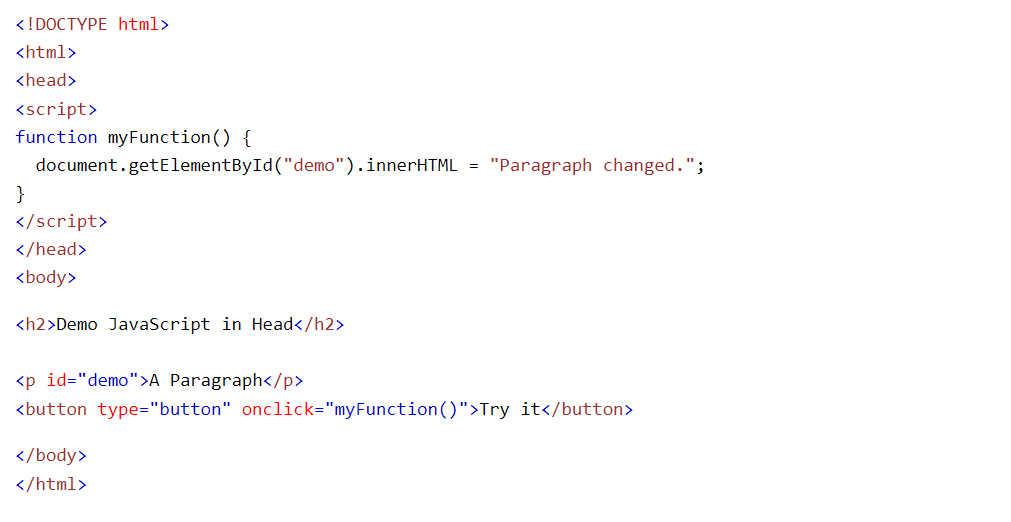 <!DOCTYPE html>
<html>
<head>
<script>
function myFunction() {
  document.getElementById("demo").innerHTML = "Paragraph changed.";
}
</script>
</head>
<body>
<h2>Demo JavaScript in Head</h2>
<p id="demo">A Paragraph</p>
<button type="button" onclick="myFunction()">Try it</button>
</body>
</html>